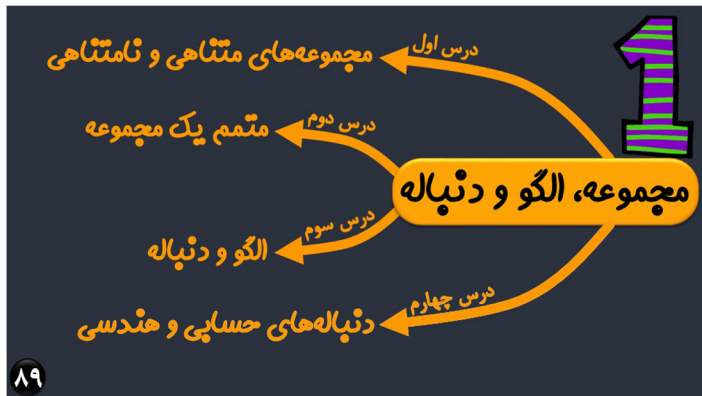 1
مجموعه، الگو و دنباله
درس اول
مجموعه‌های متناهی و نامتناهی
درس دوم
متمم یک مجموعه
درس سوم
الگو و دنباله
درس چهارم
دنباله‌های حسابی و هندسی
۸۹